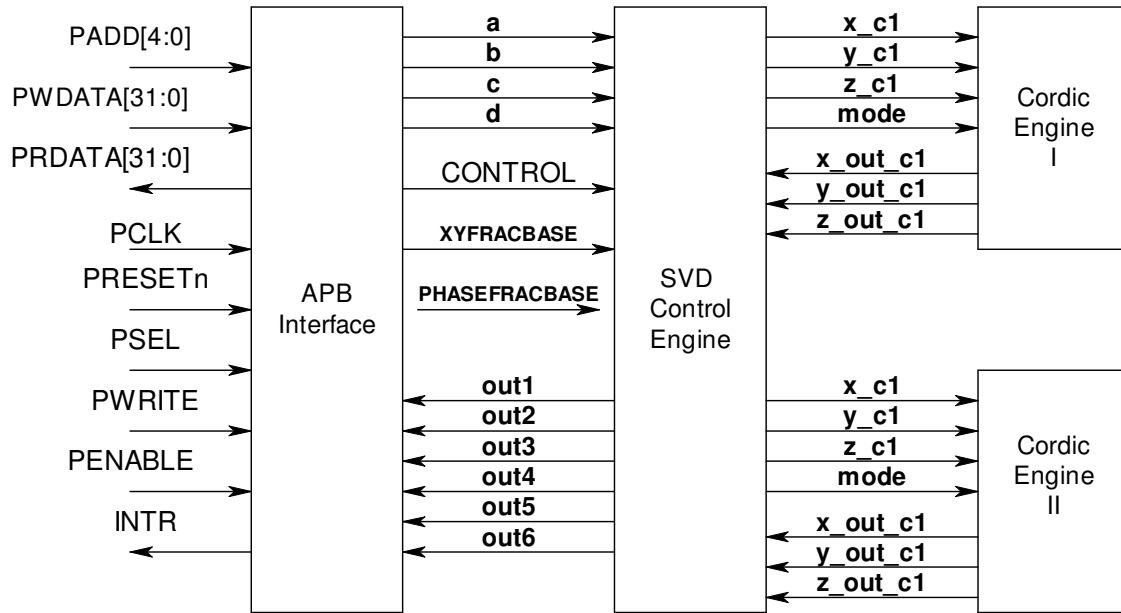 PADD[4:0]
PWDATA[31:0]
PRDATA[31:0]
PCLK
PRESETn
PSEL
PWRITE
PENABLE
INTR
APB
Interface
a
b
c
d
CONTROL
XYFRACBASE
PHASEFRACBASE
out1
out2
out3
out4
out5
out6
SVD
Control
Engine
x_c1
y_c1
z_c1
mode
x_out_c1
y_out_c1
z_out_c1
Cordic
Engine
I
x_c1
y_c1
z_c1
mode
x_out_c1
y_out_c1
z_out_c1
Cordic
Engine
II